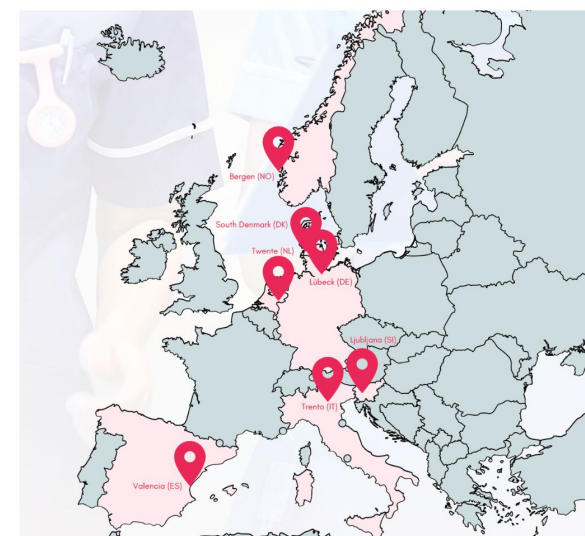 Bergen (NO)
South Denmark (DK)
Twente (NL)
Lübeck (DE)
Ljubljana (SI)
Trento (IT)
Valencia (ES)